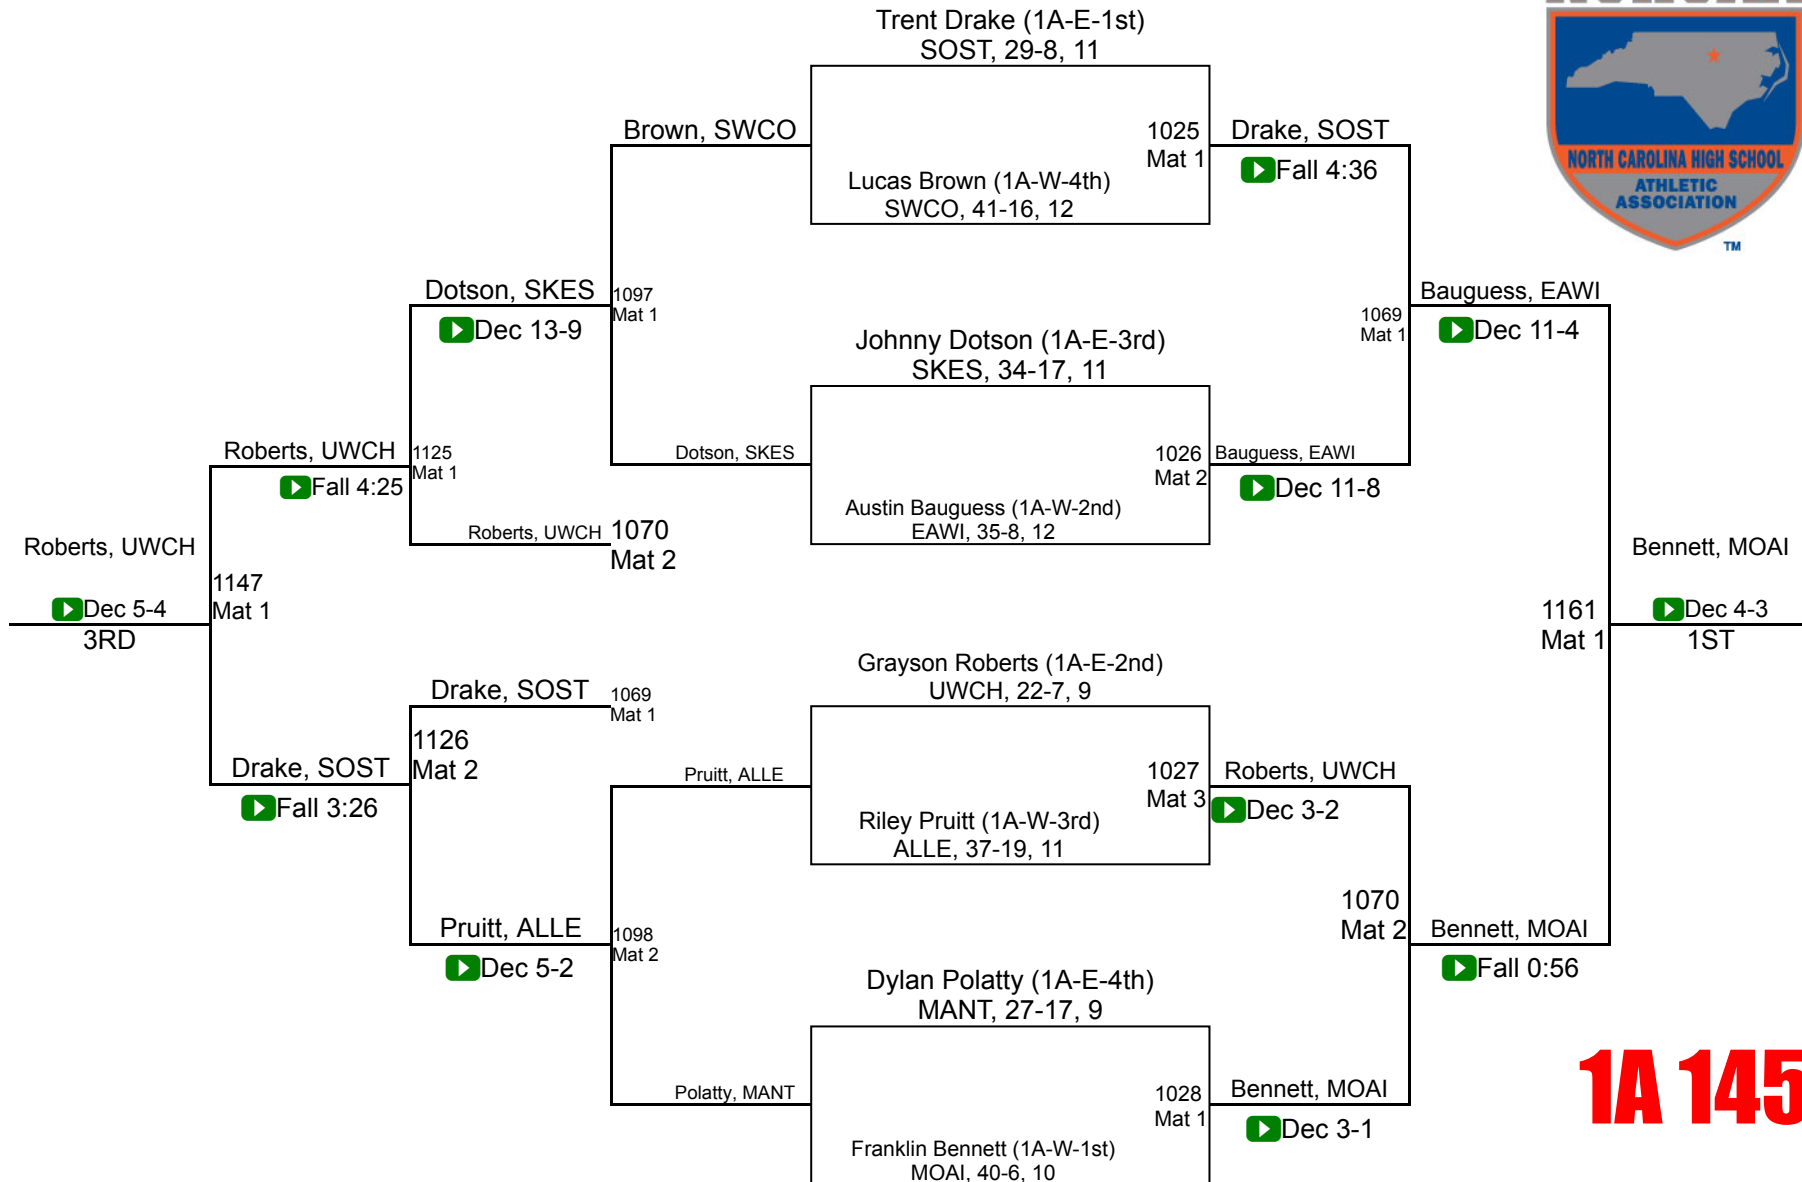 Trent Drake (1A-E-1st)
SOST, 29-8, 11
Brown, SWCO
1025
Mat 1
Drake, SOST
Fall 4:36
Lucas Brown (1A-W-4th)
SWCO, 41-16, 12
NORTH CAROLINA HIGH SCHOOL
ATHLETIC
ASSOCIATION
TM
Dotson, SKES
Dec 13-9
1097
Mat 1
Johnny Dotson (1A-E-3rd)
SKES, 34-17, 11
1069
Mat 1
Bauguess, EAWI
Dec 11-4
Roberts, UWCH
Fall 4:25
1125
Mat 1
Dotson, SKES
1026
Mat 2
Bauguess, EAWI
Dec 11-8
Austin Bauguess (1A-W-2nd)
EAWI, 35-8, 12
Roberts, UWCH
1070
Mat 2
Roberts, UWCH
Dec 5-4
3RD
1147
Mat 1
Bennett, MOAI
Dec 4-3
1ST
1161
Mat 1
Grayson Roberts (1A-E-2nd)
UWCH, 22-7, 9
Drake, SOST
1069
Mat 1
1126
Mat 2
Drake, SOST
Fall 3:26
Pruitt, ALLE
1027
Mat 3
Roberts, UWCH
Dec 3-2
Riley Pruitt (1A-W-3rd)
ALLE, 37-19, 11
Pruitt, ALLE
Dec 5-2
1098
Mat 2
1070
Mat 2
Bennett, MOAI
Fall 0:56
Dylan Polatty (1A-E-4th)
MANT, 27-17, 9
Polatty, MANT
1028
Mat 1
Bennett, MOAI
Dec 3-1
Franklin Bennett (1A-W-1st)
MOAI, 40-6, 10
1A 145